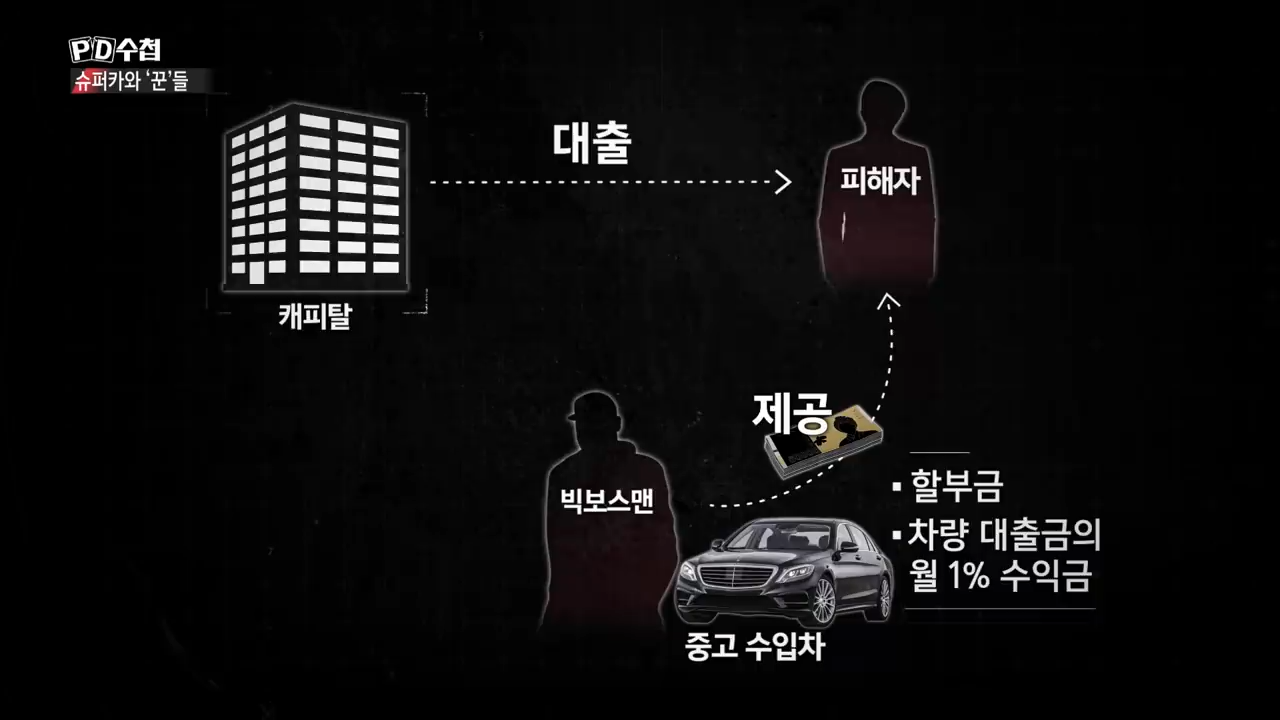 PD수첩
슈퍼카와 '꾼'들
대출
피해자
캐피탈
제공
빅보스맨
▪ 할부금
▪ 차량 대출금의
월 1% 수익금
중고 수입차